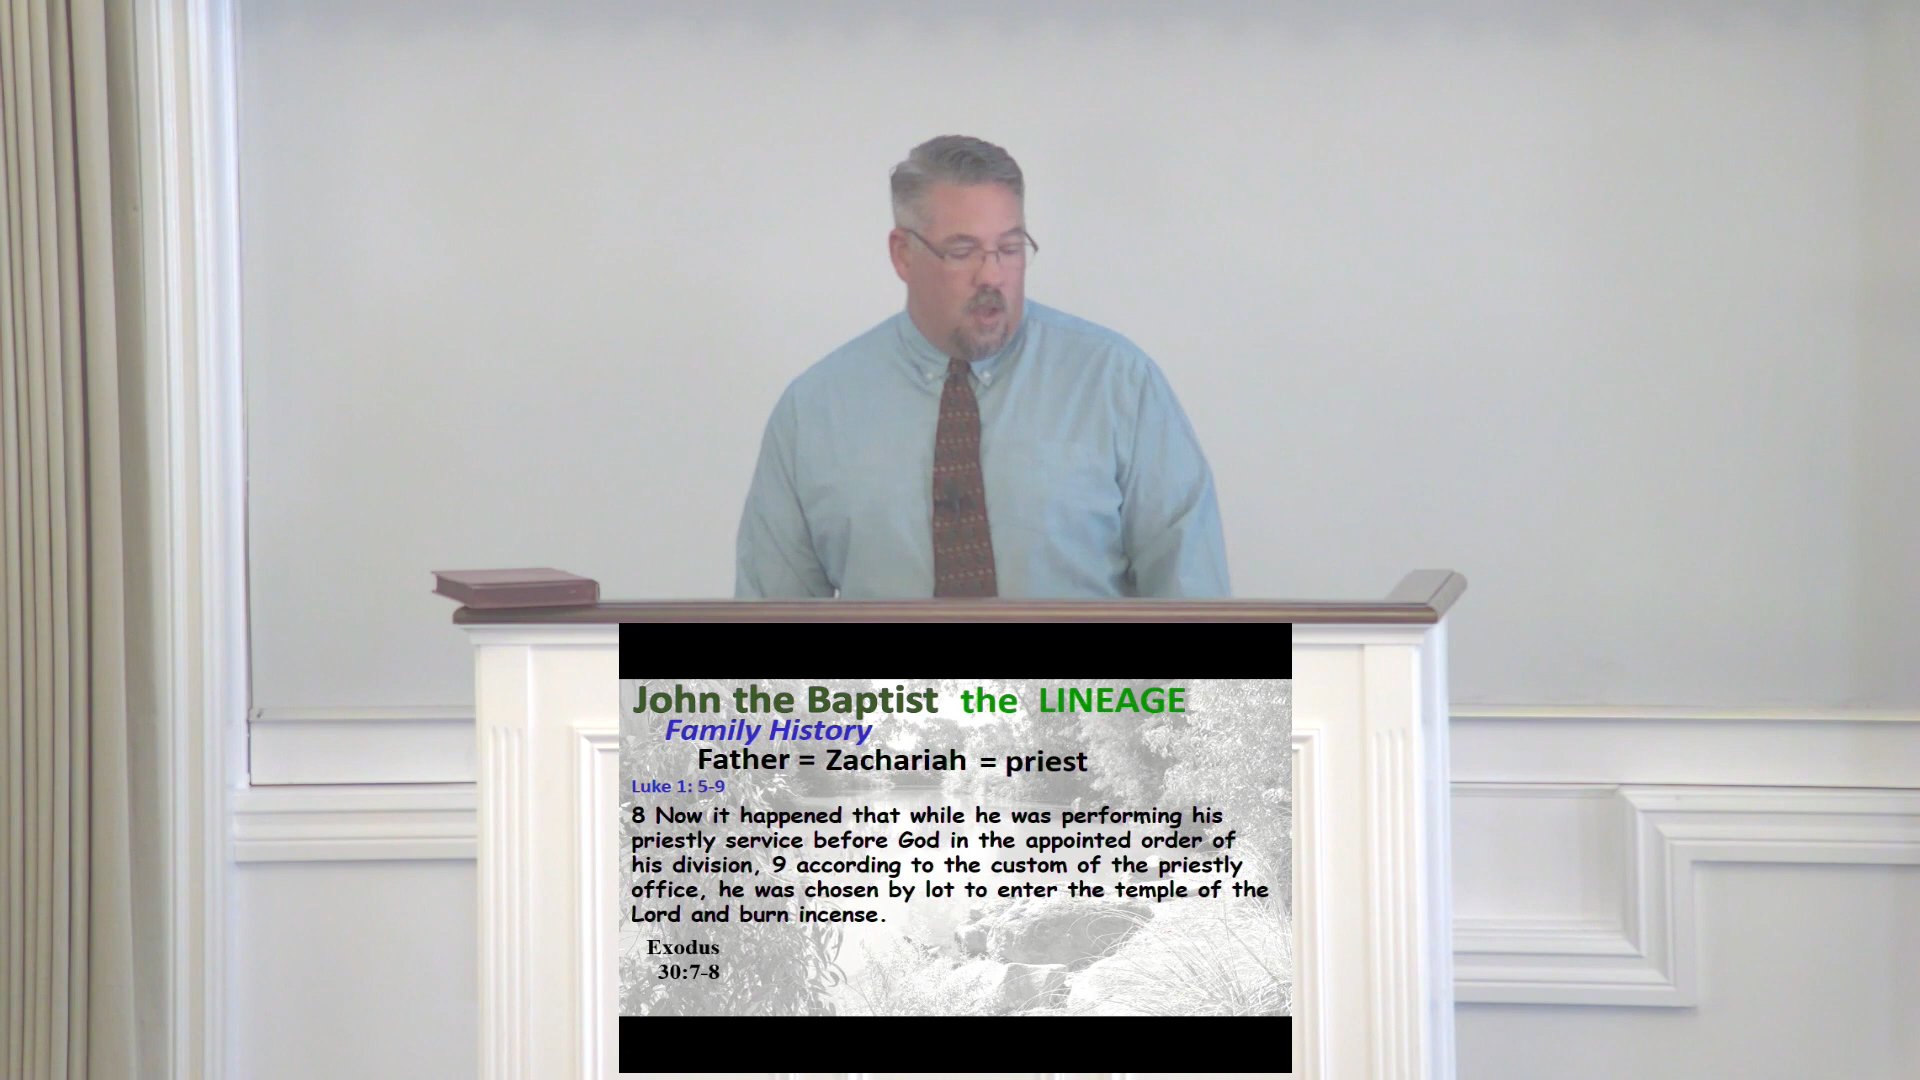 John the Baptist the LINEAGE
Family History
Father = Zachariah = priest
Luke 1: 5-9
8 Now it happened that while he was performing his
priestly service before God in the appointed order of
his division, 9 according to the custom of the priestly
office, he was chosen by lot to enter the temple of the
Lord and burn incense.
Exodus
30:7-8